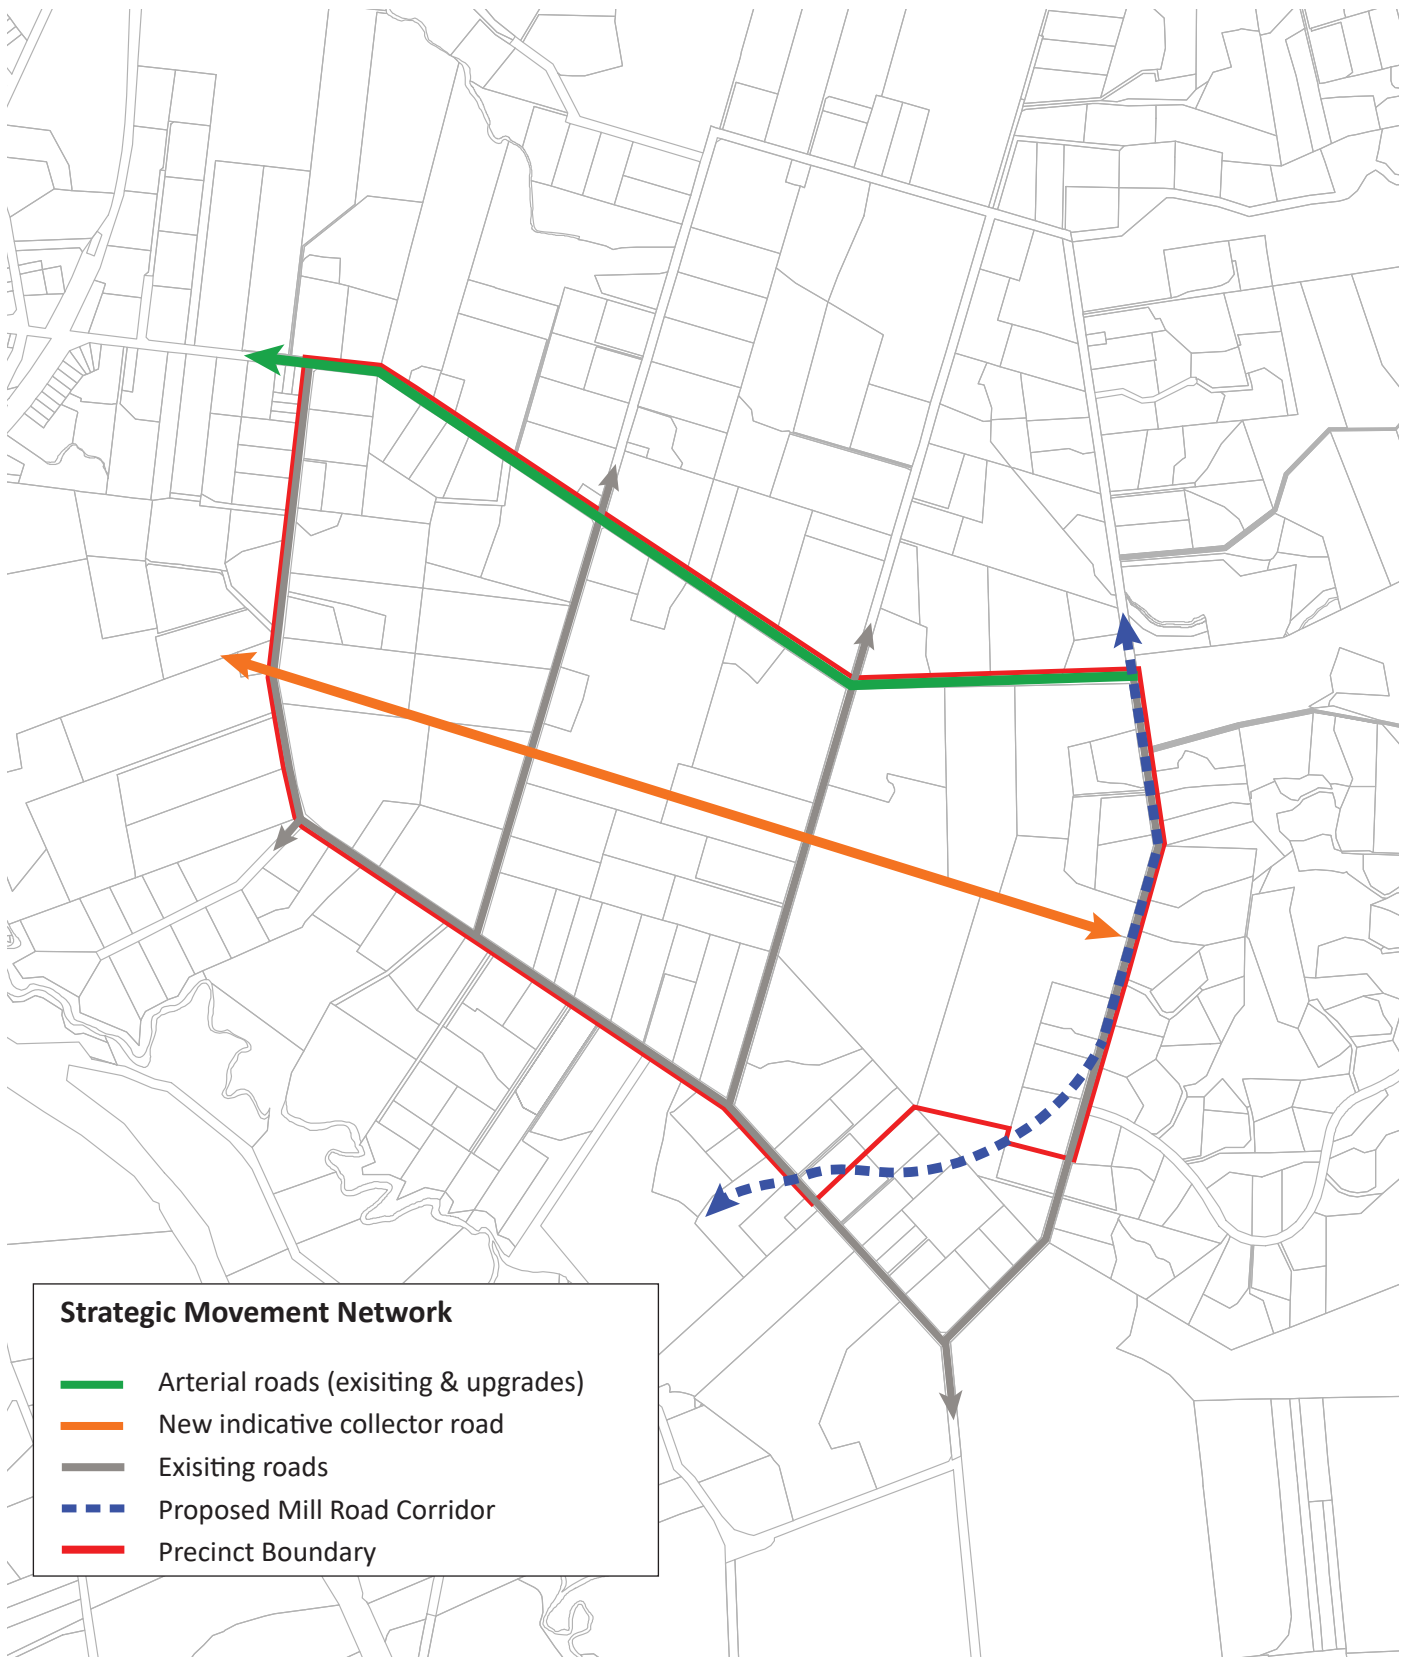 Strategic Movement Network
Arterial roads (exisiting & upgrades)
New indicative collector road
Exisiting roads
Proposed Mill Road Corridor
Precinct Boundary